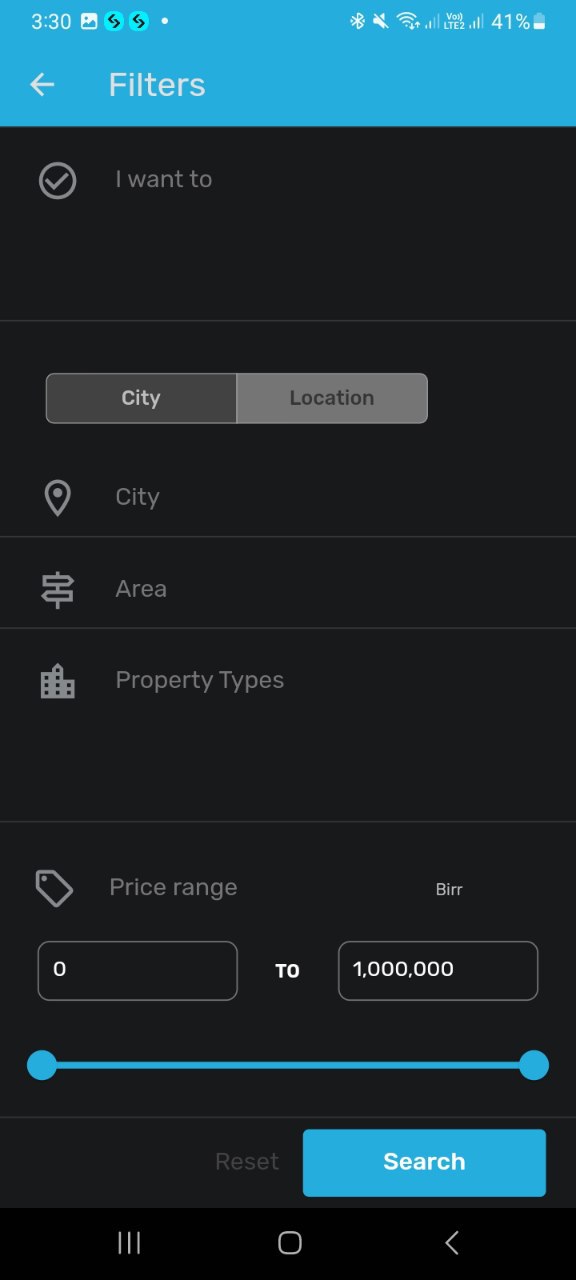 3:30
Vo))
LTE2
41%
Filters
I want to
City
Location
City
Area
Property Types
Price range
Birr
0
TO
1,000,000
Reset
Search